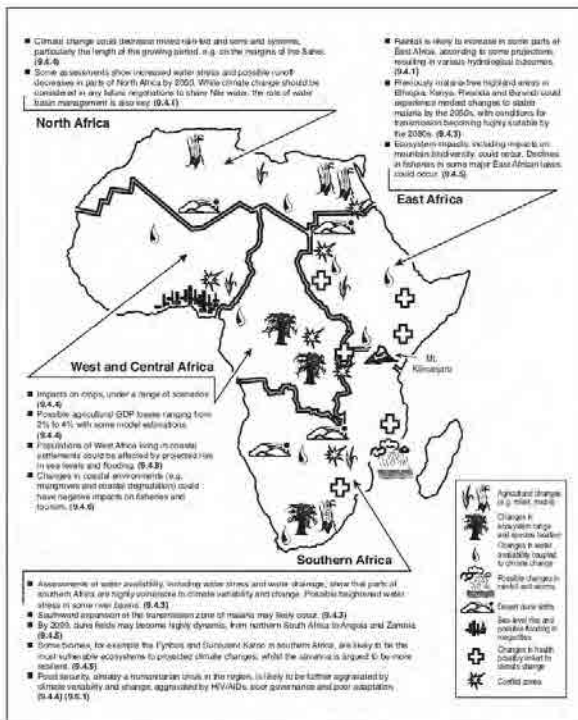 ■ Climate change could decrease mixed rain-fed and semi-arid systems,
particularly the length of the growing period, e.g. on the margins of the Sahel.
(9.4.4)
■ Some assessments show increased water stress and possible runoff
decreases in parts of North Africa by 2050. While climate change should be
considered in any future negotiations to share Nile water, the role of water
basin management is also key. (9.4.1)
North Africa
■ Rainfall is likely to increase in some parts of
East Africa, according to some projections,
resulting in various hydrological outcomes.
(9.4.1)
■ Previously malaria-free highland areas in
Ethiopia, Kenya, Rwanda and Burundi could
experience modest changes to stable
malaria by the 2050s, with conditions for
transmission becoming highly suitable by
the 2080s. (9.4.3)
■ Ecosystem impacts, including impacts on
mountain biodiversity, could occur. Declines
in fisheries in some major East African lakes
could occur. (9.4.5)
East Africa
Mt.
Kilimanjaro
West and Central Africa
■ Impacts on crops, under a range of scenarios
(9.4.4)
■ Possible agricultural GDP losses ranging from
2% to 4% with some model estimations.
(9.4.4)
■ Populations of West Africa living in coastal
settlements could be affected by projected rise
in sea levels and flooding.
■ Changes in coastal environments (e.g.
mangroves and coastal degradation) could
have negative impacts on fisheries and
tourism. (9.4.6)
Southern Africa
■ Assessments of water availability, including water stress and water drainage, show that parts of
southern Africa are highly vulnerable to climate variability and change. Possible heightened water
stress in some river basins.
■ Southward expansion of the transmission zone of malaria may likely occur. (9.4.3)
■ By 2099, dune fields may become highly dynamic, from northern South Africa to Angola and Zambia.
(9.4.5)
■ Some biomes, for example the Fynbos and Succulent Karoo in southern Africa, are likely to be the
most vulnerable ecosystems to projected climate changes, whilst the savanna is argued to be more
resilient. (9.4.5)
■ Food security, already a humanitarian crisis in the region, is likely to be further aggravated by
climate variability and change, aggravated by HIV/AIDs, poor governance and poor adaptation.
(9.4.4) (9.6.1)
Agricultural changes
(e.g. millet, maize)
Changes in
ecosystem range
and species location
Changes in water
availability coupled
to climate change
Possible changes in
rainfall and storms
Desert dune shifts
Sea-level rise and
possible flooding in
megacities
Changes in health
possibly linked to
climate change
Conflict zones